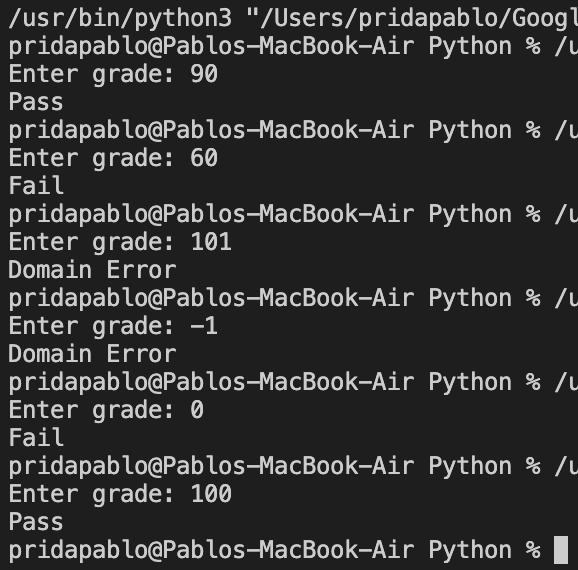 /usr/bin/python3 "/Users/pridapablo/Googl
pridapablo@Pablos-MacBook-Air Python % /u
Enter grade: 90
Pass
pridapablo@Pablos-MacBook-Air Python % /u
Enter grade: 60
Fail
pridapablo@Pablos-MacBook-Air Python % /u
Enter grade: 101
Domain Error
pridapablo@Pablos-MacBook-Air Python % /u
Enter grade: -1
Domain Error
pridapablo@Pablos-MacBook-Air Python % /u
Enter grade: 0
Fail
pridapablo@Pablos-MacBook-Air Python % /u
Enter grade: 100
Pass
pridapablo@Pablos-MacBook-Air Python %